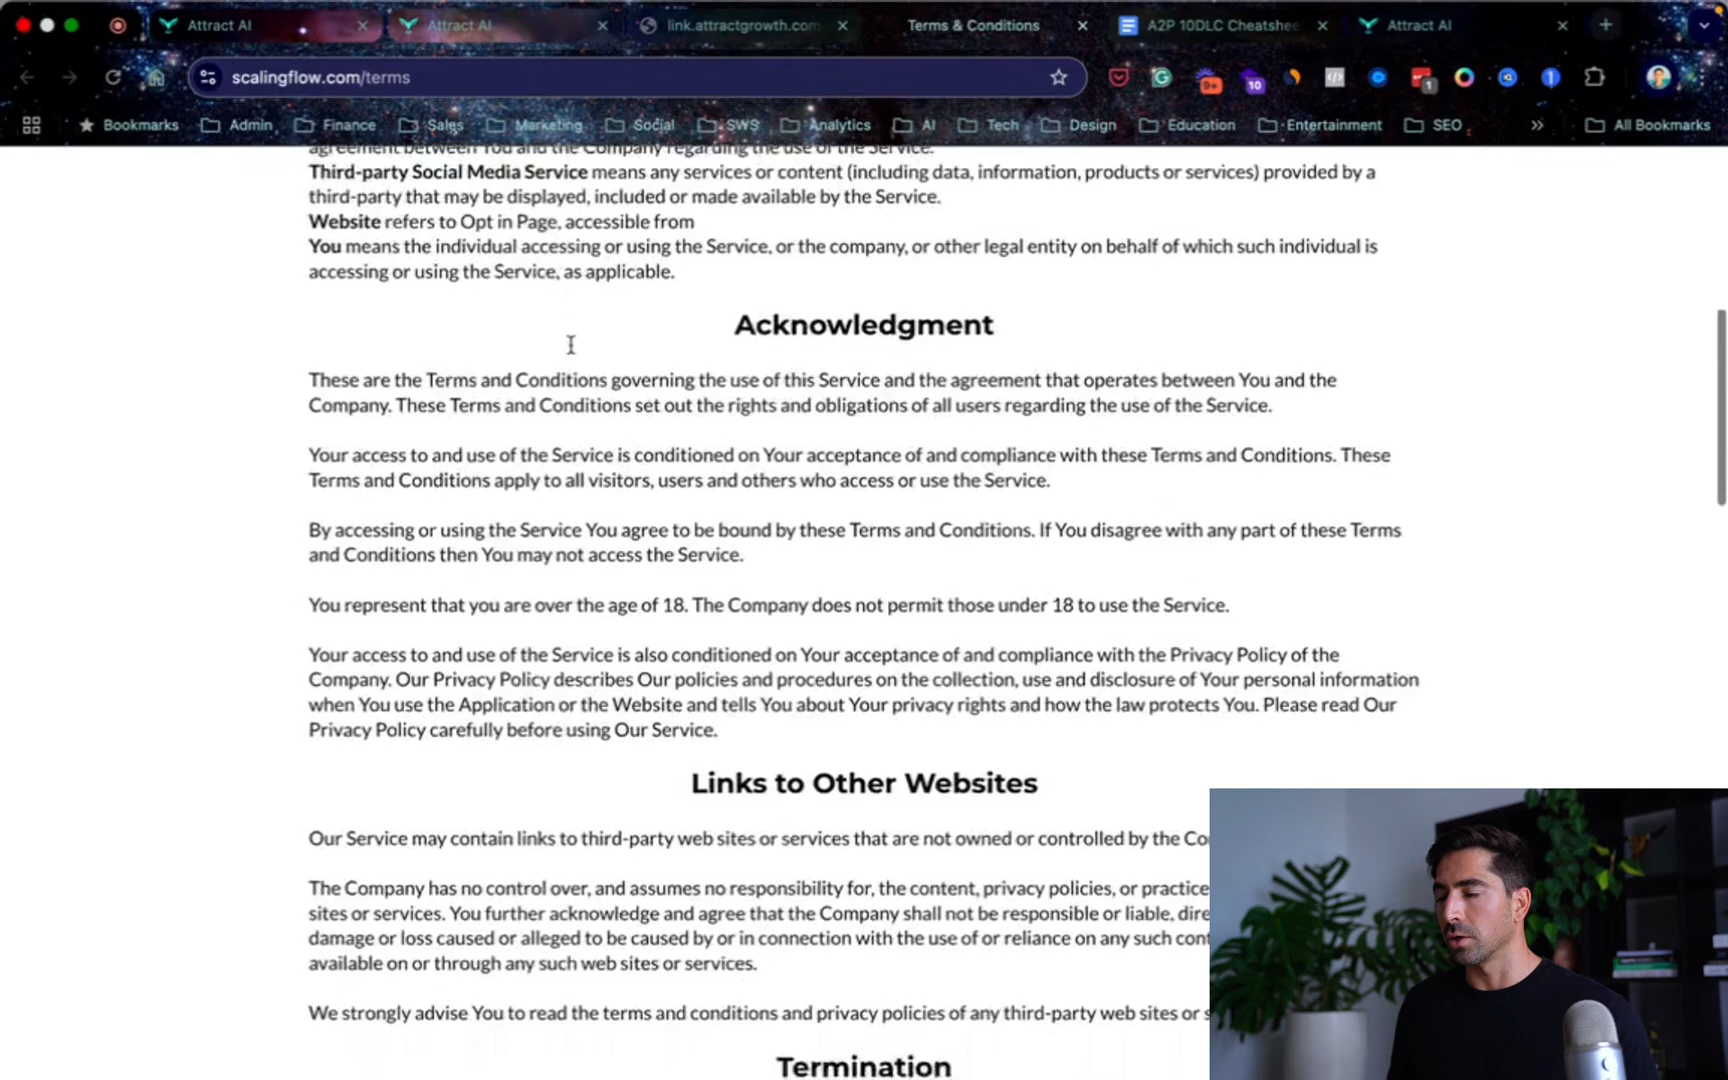 Attract AI
Attract AI
link.attractgrowth.com
Terms & Conditions
A2P 10DLC Cheatshee
Attract AI
scalingflow.com/terms
9+
10
1
Bookmarks
Admin
Finance
Sales
Marketing
Social
SWS
Analytics
AI
Tech
Design
Education
Entertainment
SEO
All Bookmarks
agreement between You and the Company regarding the use of the Service.
Third-party Social Media Service means any services or content (including data, information, products or services) provided by a
third-party that may be displayed, included or made available by the Service.
Website refers to Opt in Page, accessible from
You means the individual accessing or using the Service, or the company, or other legal entity on behalf of which such individual is
accessing or using the Service, as applicable.
Acknowledgment
These are the Terms and Conditions governing the use of this Service and the agreement that operates between You and the
Company. These Terms and Conditions set out the rights and obligations of all users regarding the use of the Service.
Your access to and use of the Service is conditioned on Your acceptance of and compliance with these Terms and Conditions. These
Terms and Conditions apply to all visitors, users and others who access or use the Service.
By accessing or using the Service You agree to be bound by these Terms and Conditions. If You disagree with any part of these Terms
and Conditions then You may not access the Service.
You represent that you are over the age of 18. The Company does not permit those under 18 to use the Service.
Your access to and use of the Service is also conditioned on Your acceptance of and compliance with the Privacy Policy of the
Company. Our Privacy Policy describes Our policies and procedures on the collection, use and disclosure of Your personal information
when You use the Application or the Website and tells You about Your privacy rights and how the law protects You. Please read Our
Privacy Policy carefully before using Our Service.
Links to Other Websites
Our Service may contain links to third-party web sites or services that are not owned or controlled by the Co
The Company has no control over, and assumes no responsibility for, the content, privacy policies, or practice
sites or services. You further acknowledge and agree that the Company shall not be responsible or liable, dire
damage or loss caused or alleged to be caused by or in connection with the use of or reliance on any such cont
available on or through any such web sites or services.
We strongly advise You to read the terms and conditions and privacy policies of any third-party web sites or s
Termination